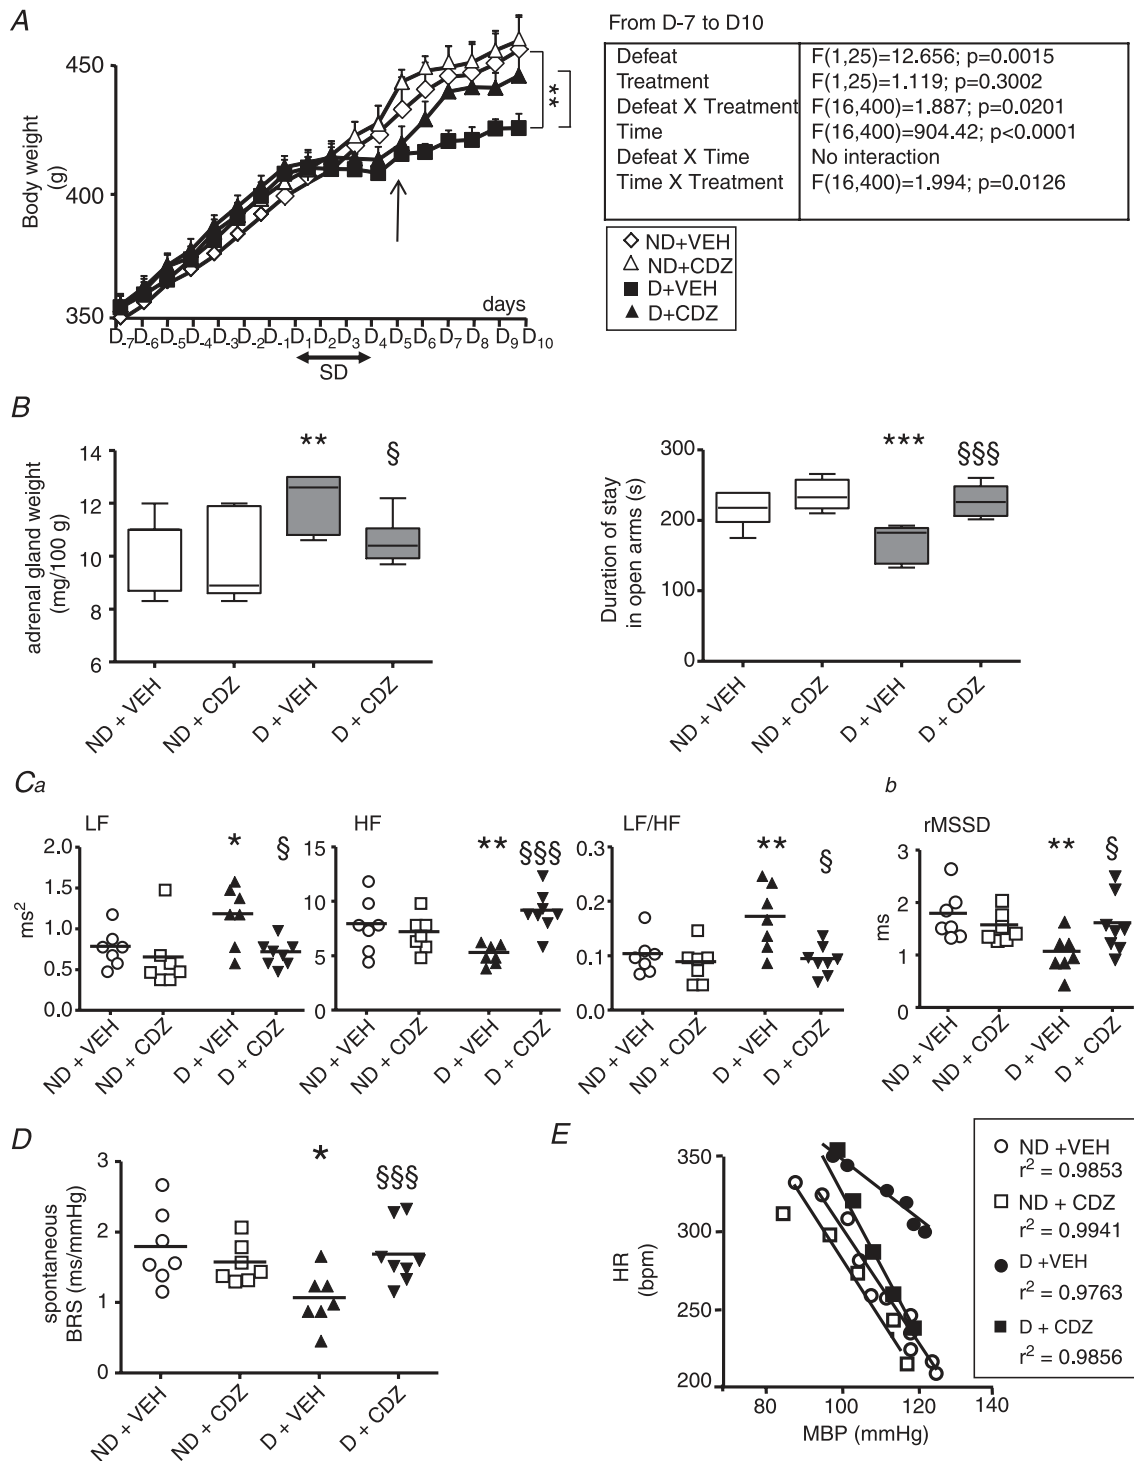 A
From D-7 to D10
Defeat F(1,25)=12.656; p=0.0015
Treatment F(1,25)=1.119; p=0.3002
Defeat X Treatment F(16,400)=1.887; p=0.0201
Time F(16,400)=904.42; p<0.0001
Defeat X Time No interaction
Time X Treatment F(16,400)=1.994; p=0.0126
Body weight
(g)
450
400
350
**
days
D-7 D-6 D-5 D-4 D-3 D-2 D-1 D1 D2 D3 D4 D5 D6 D7 D8 D9 D10
SD
ND+VEH
ND+CDZ
D+VEH
D+CDZ
B
adrenal gland weight
(mg/100 g)
14
12
10
8
6
**
§
ND + VEH
ND + CDZ
D + VEH
D + CDZ
Duration of stay
in open arms (s)
300
200
100
0
***
§§§
ND + VEH
ND + CDZ
D + VEH
D + CDZ
Ca
LF
ms²
2.0
1.5
1.0
0.5
0.0
*
§
ND + VEH
ND + CDZ
D + VEH
D + CDZ
HF
15
10
5
0
**
§§§
ND + VEH
ND + CDZ
D + VEH
D + CDZ
LF/HF
0.3
0.2
0.1
0.0
**
§
ND + VEH
ND + CDZ
D + VEH
D + CDZ
b
rMSSD
ms
3
2
1
0
**
§
ND + VEH
ND + CDZ
D + VEH
D + CDZ
D
spontaneous
BRS (ms/mmHg)
3
2
1
0
*
§§§
ND + VEH
ND + CDZ
D + VEH
D + CDZ
E
HR
(bpm)
350
300
250
200
80 100 120 140
MBP (mmHg)
ND +VEH
r² = 0.9853
ND + CDZ
r² = 0.9941
D +VEH
r² = 0.9763
D + CDZ
r² = 0.9856